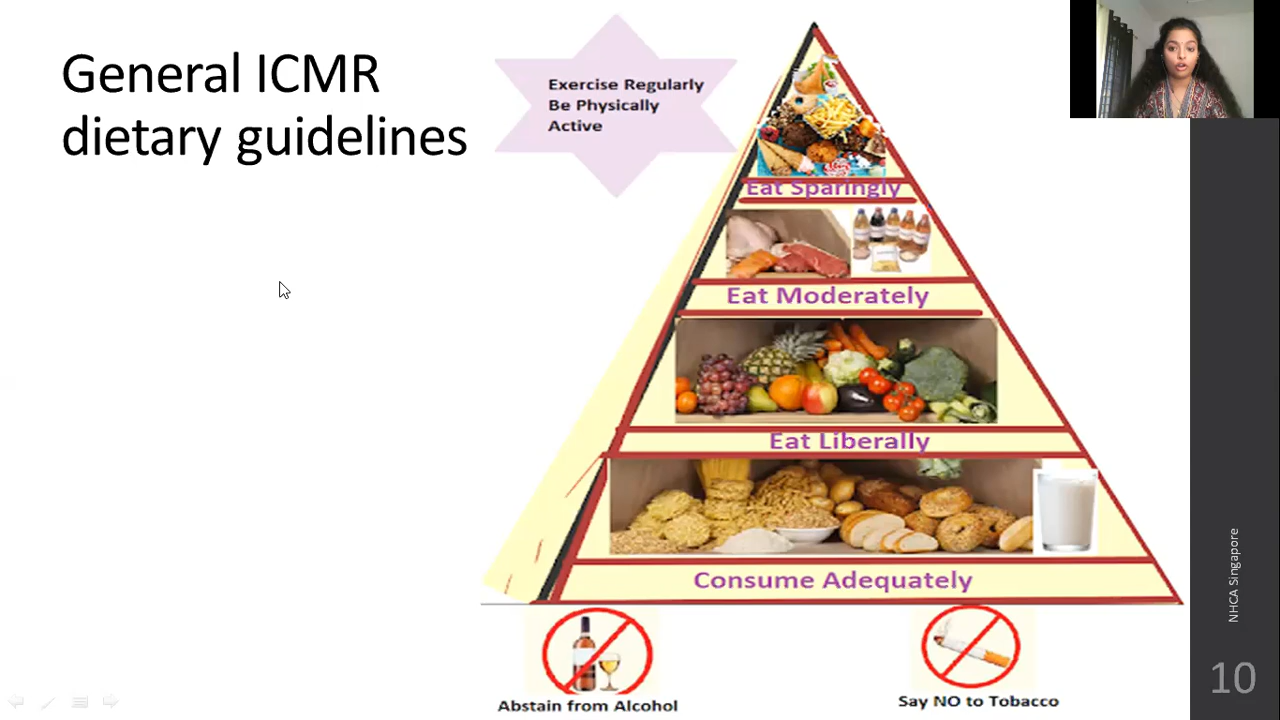 General ICMR
dietary guidelines
Exercise Regularly
Be Physically
Active
Eat Sparingly
Eat Moderately
Eat Liberally
Consume Adequately
Abstain from Alcohol
Say NO to Tobacco
NHCA Singapore
10